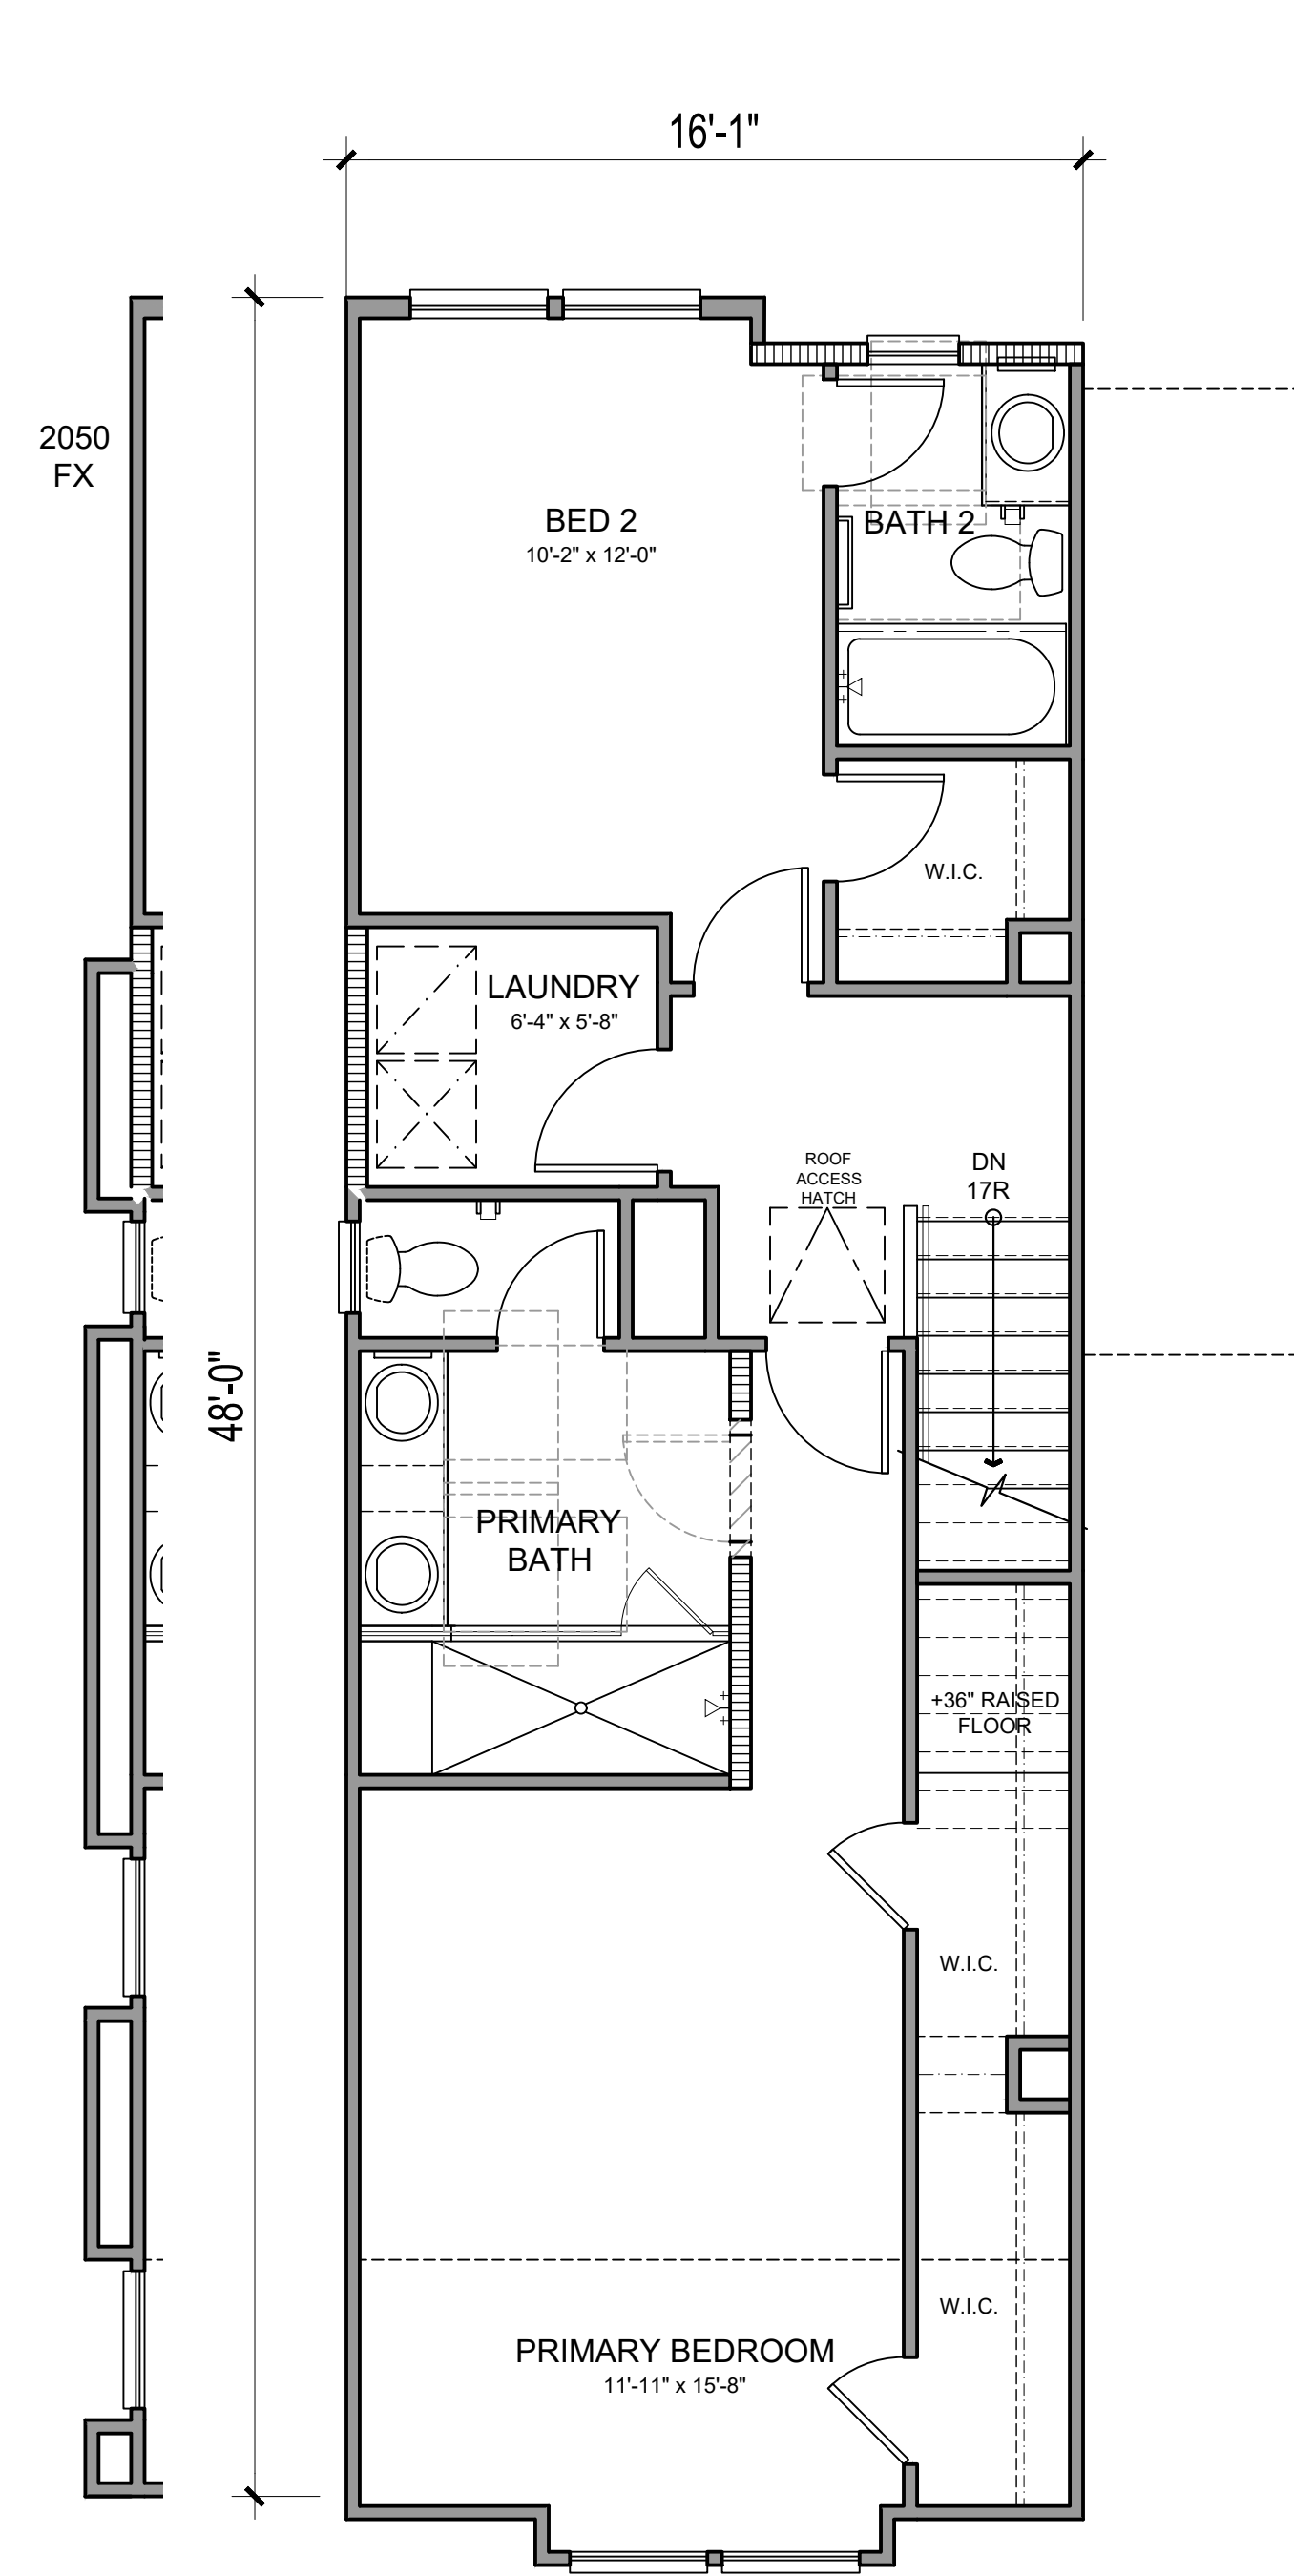 16'-1"
2050
FX
BED 2
10'-2" x 12'-0"
BATH 2
W.I.C.
LAUNDRY
6'-4" x 5'-8"
ROOF
ACCESS
HATCH
DN
17R
48'-0"
PRIMARY
BATH
+36" RAISED
FLOOR
W.I.C.
W.I.C.
PRIMARY BEDROOM
11'-11" x 15'-8"